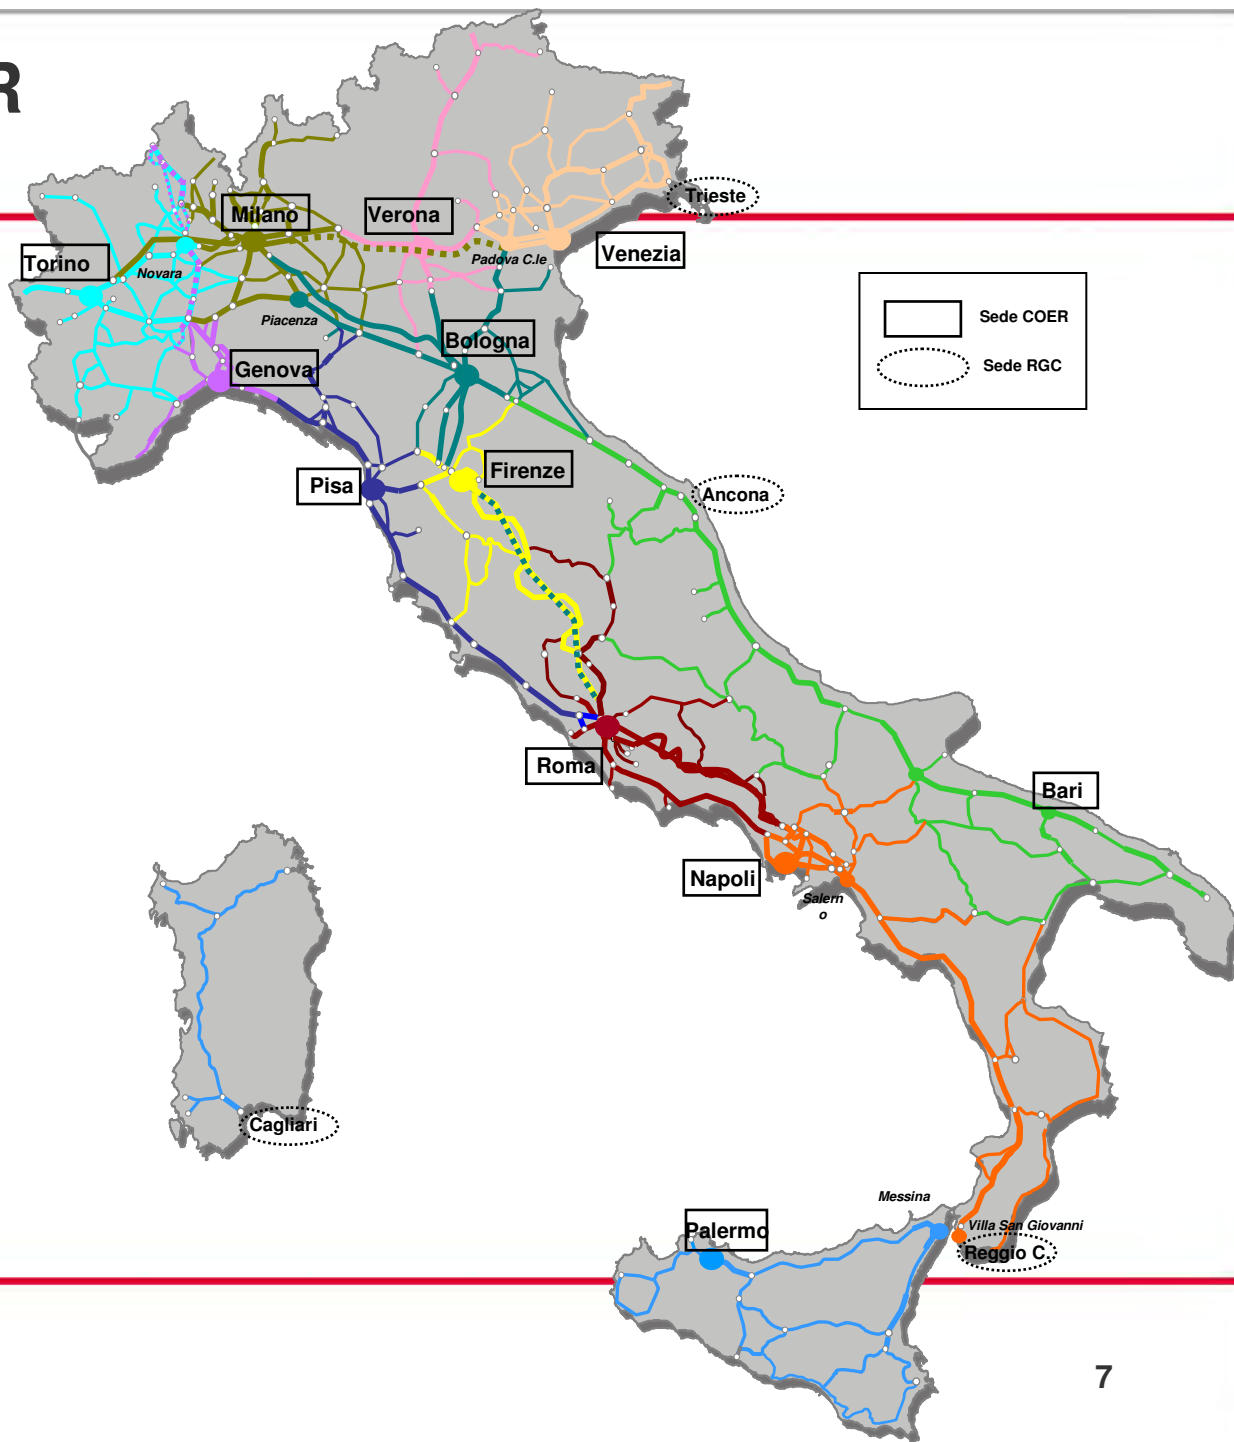 R
Trieste
Milano
Verona
Venezia
Torino
Padova C.le
Novara
Piacenza
Sede COER
Bologna
Sede RGC
Genova
Firenze
Pisa
Ancona
Roma
Bari
Napoli
Salern
o
Cagliari
Messina
Villa San Giovanni
Palermo
Reggio C.
7